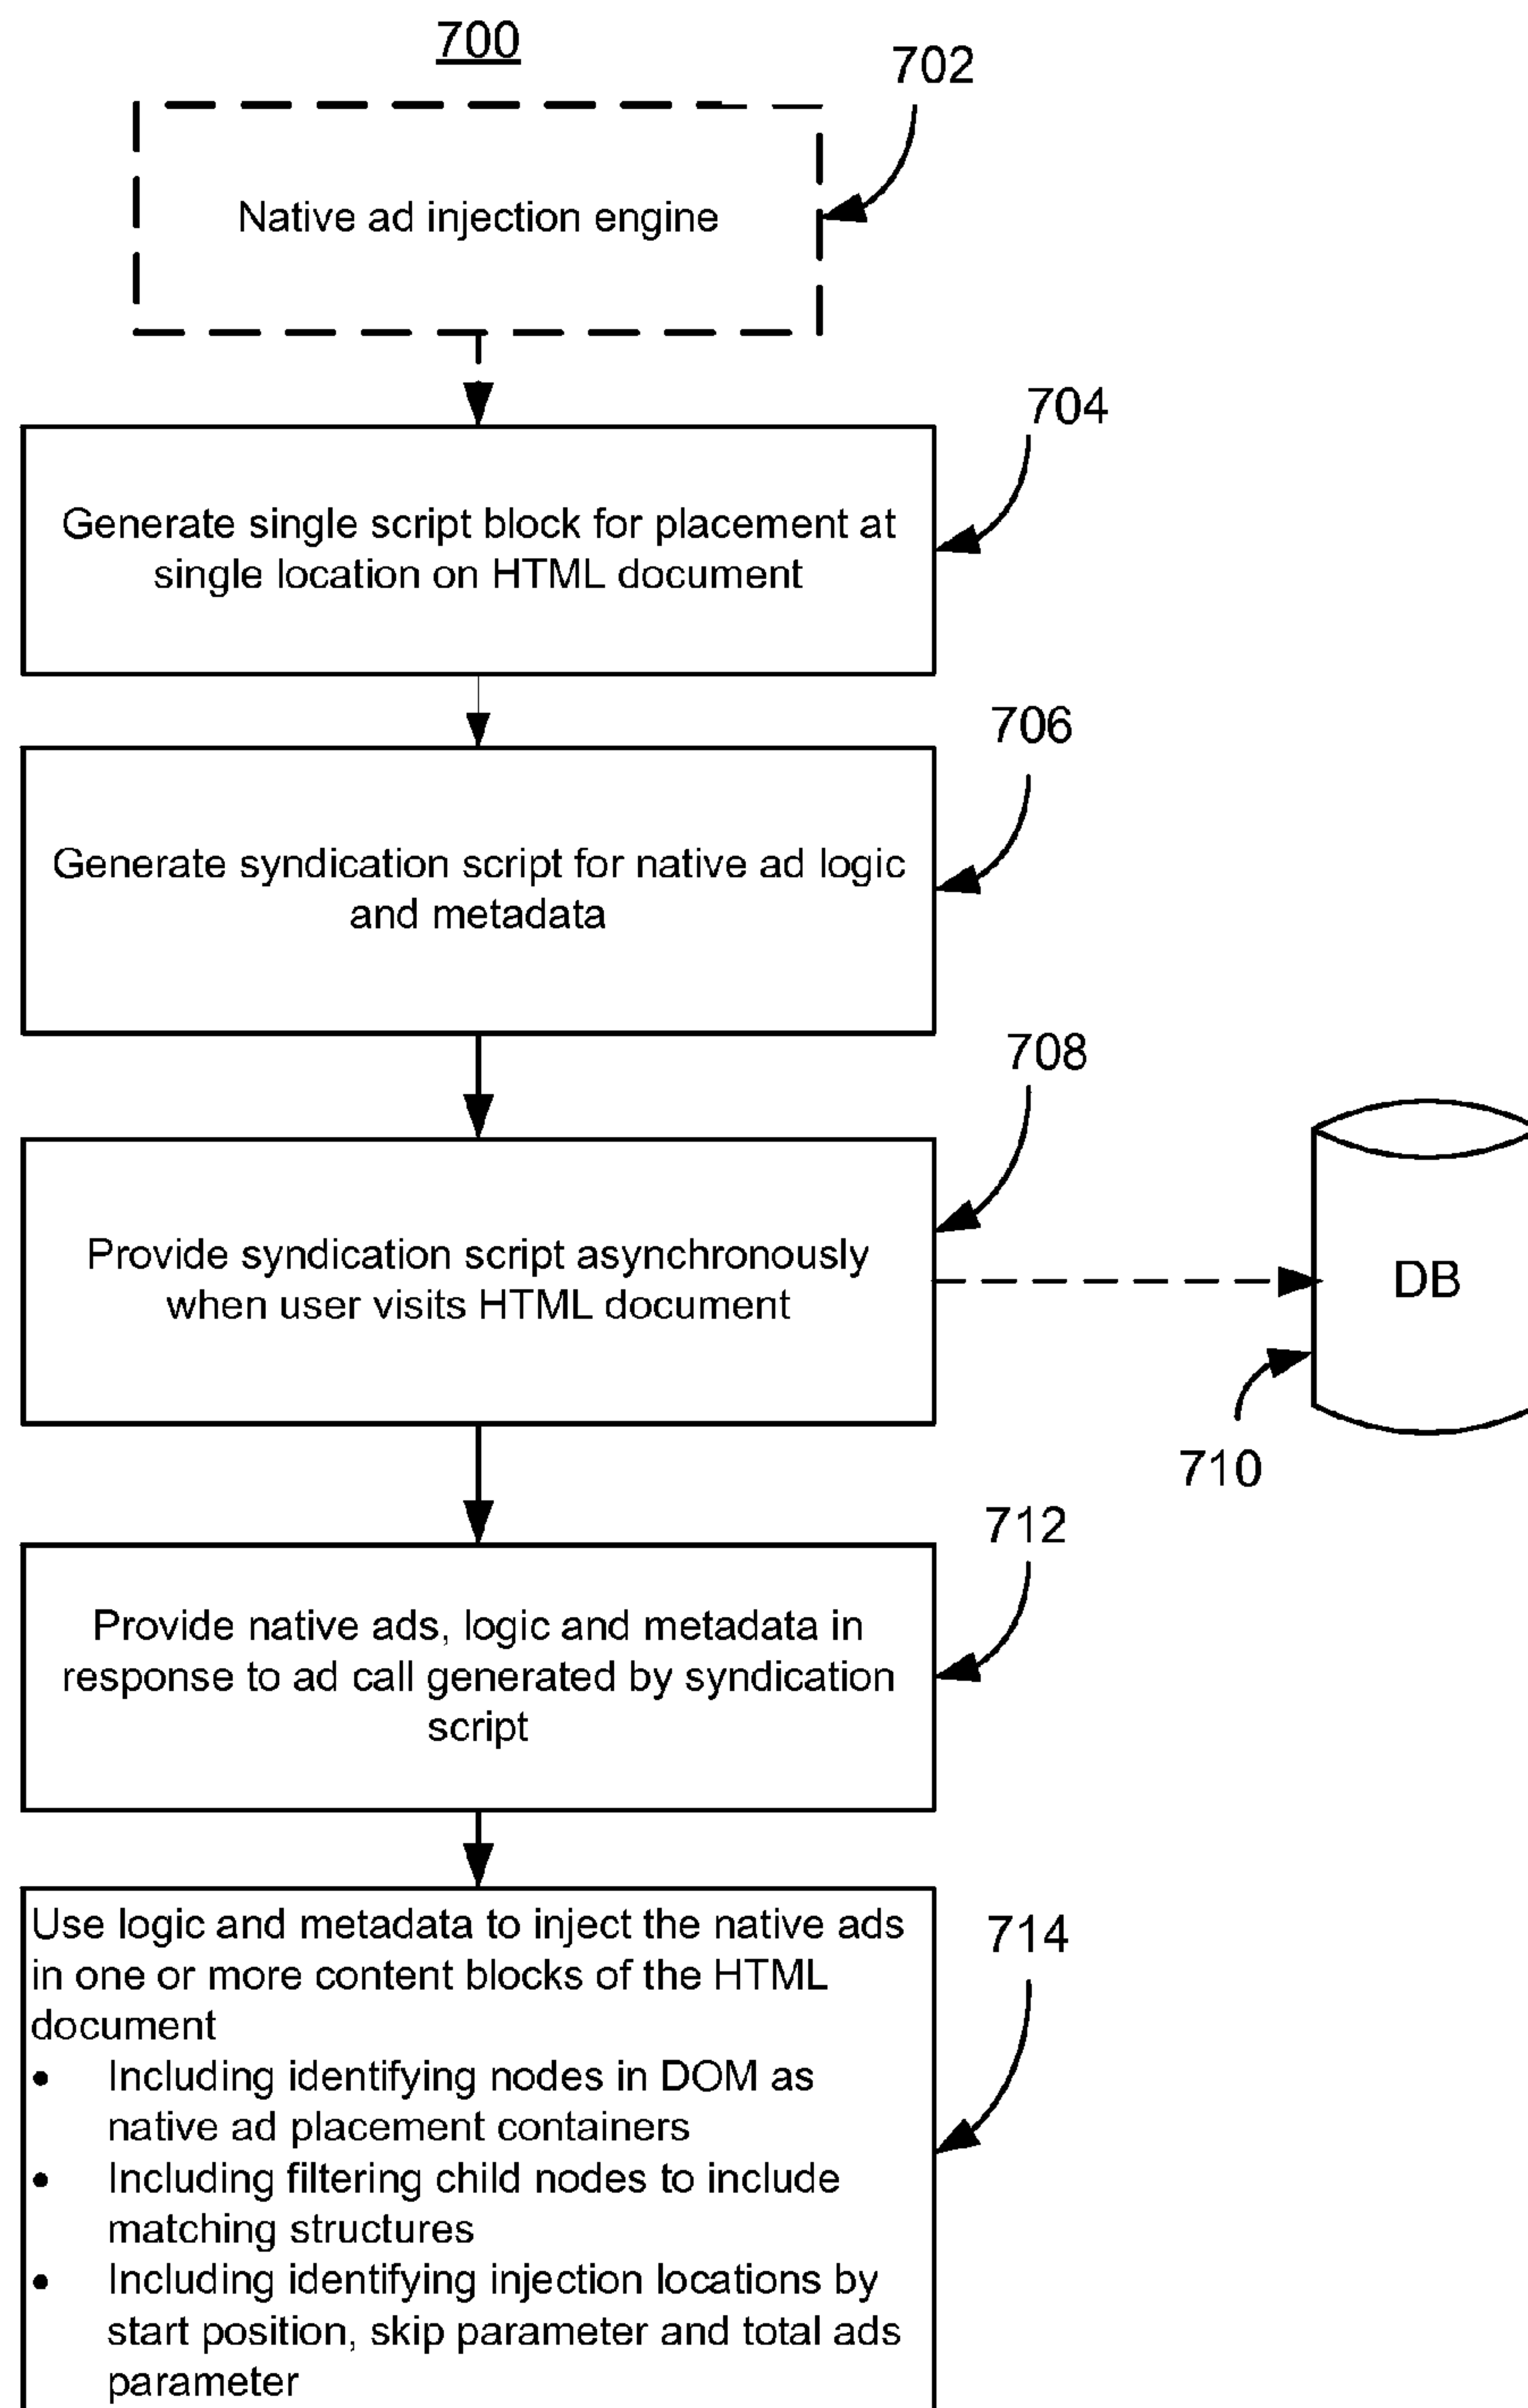 700
702
Native ad injection engine
704
Generate single script block for placement at
single location on HTML document
706
Generate syndication script for native ad logic
and metadata
708
Provide syndication script asynchronously
when user visits HTML document
DB
710
712
Provide native ads, logic and metadata in
response to ad call generated by syndication
script
714
Use logic and metadata to inject the native ads
in one or more content blocks of the HTML
document
• Including identifying nodes in DOM as
native ad placement containers
• Including filtering child nodes to include
matching structures
• Including identifying injection locations by
start position, skip parameter and total ads
parameter